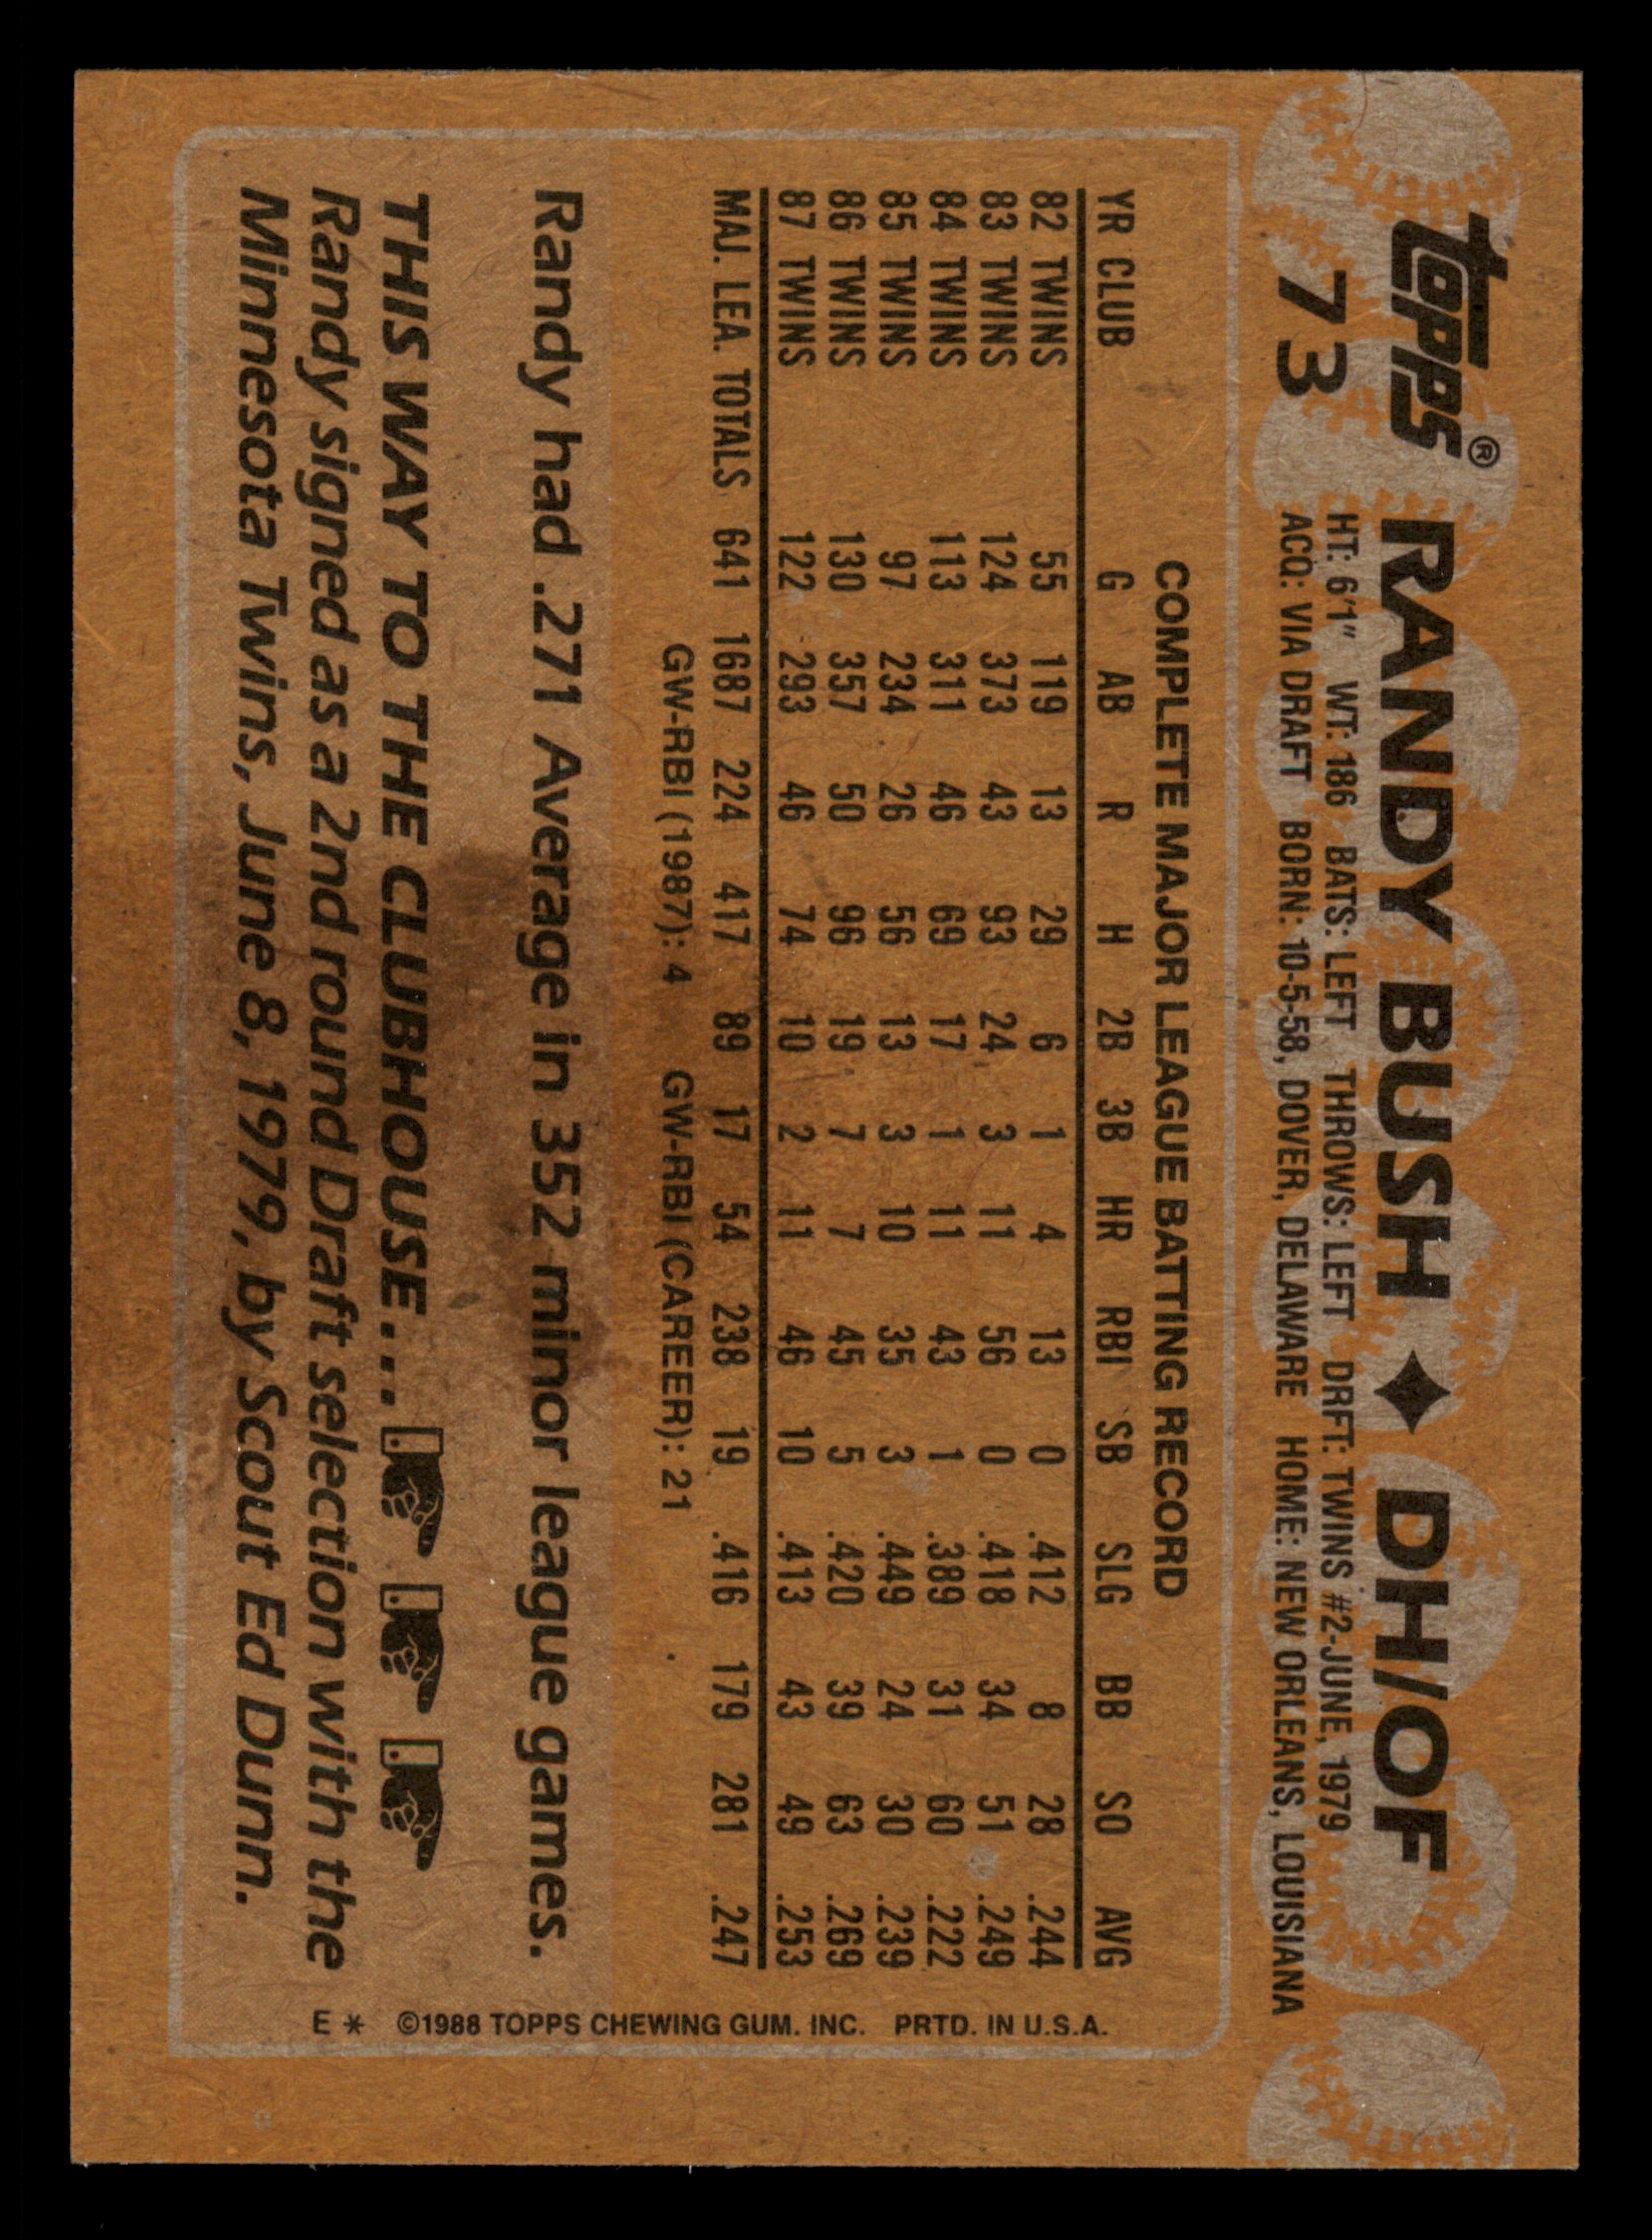 topps® RANDY BUSH ♦ DH/OF
73 HT: 6'1" WT: 186 BATS: LEFT THROWS: LEFT DRFT: TWINS #2-JUNE, 1979
ACQ: VIA DRAFT BORN: 10-5-58, DOVER, DELAWARE HOME: NEW ORLEANS, LOUISIANA
COMPLETE MAJOR LEAGUE BATTING RECORD
YR CLUB G AB R H 2B 3B HR RBI SB SLG BB SO AVG
82 TWINS 55 119 13 29 6 1 4 13 0 .412 8 28 .244
83 TWINS 124 373 43 93 24 3 11 56 0 .418 34 51 .249
84 TWINS 113 311 46 69 17 1 11 43 1 .389 31 60 .222
85 TWINS 97 234 26 56 13 3 10 35 3 .449 24 30 .239
86 TWINS 130 357 50 96 19 7 7 45 5 .420 39 63 .269
87 TWINS 122 293 46 74 10 2 11 46 10 .413 43 49 .253
MAJ. LEA. TOTALS 641 1687 224 417 89 17 54 238 19 .416 179 281 .247
GW-RBI (1987): 4 GW-RBI (CAREER): 21
Randy had .271 Average in 352 minor league games.
THIS WAY TO THE CLUBHOUSE...
Randy signed as a 2nd round Draft selection with the
Minnesota Twins, June 8, 1979, by Scout Ed Dunn.
E* ©1988 TOPPS CHEWING GUM. INC. PRTD. IN U.S.A.